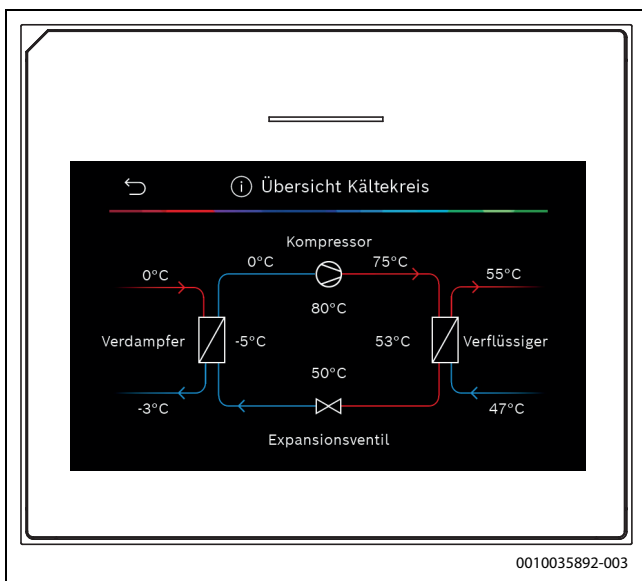 Übersicht Kältekreis
Kompressor
0°C
0°C
75°C
55°C
80°C
Verdampfer
-5°C
53°C
Verflüssiger
50°C
-3°C
47°C
Expansionsventil
0010035892-003